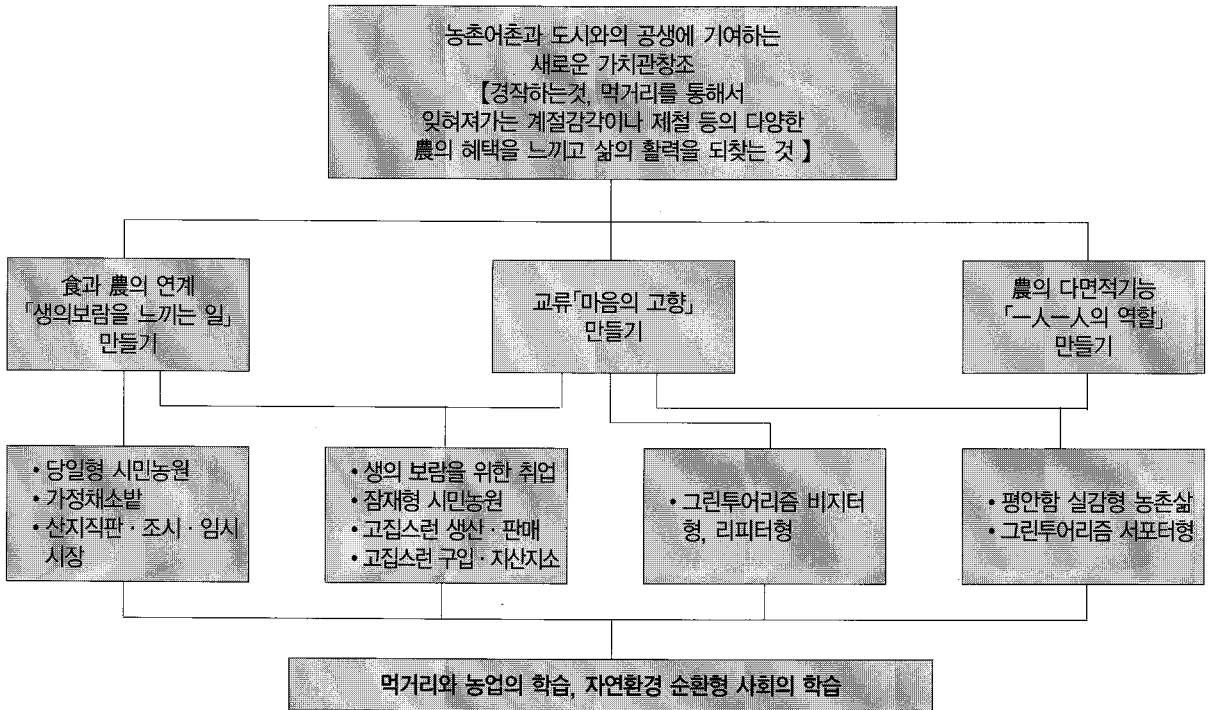 농촌어촌과 도시와의 공생에 기여하는
새로운 가치관창조
【경작하는것, 먹거리를 통해서
잊혀져가는 계절감각이나 제철 등의 다양한
農의 혜택을 느끼고 삶의 활력을 되찾는 것 】
食과 農의 연계
「생의보람을 느끼는 일」
만들기
교류「마음의 고향」
만들기
農의 다면적기능
「一人一人의 역할」
만들기
• 당일형 시민농원
• 가정채소밭
• 산지직판 · 조시 · 임시
시장
• 생의 보람을 위한 취업
• 잠재형 시민농원
• 고집스런 생산 · 판매
• 고집스런 구입 · 지산지소
• 그린투어리즘 비지터
형, 리피터형
• 평안함 실감형 농촌삶
• 그린투어리즘 서포터형
먹거리와 농업의 학습, 자연환경 순환형 사회의 학습